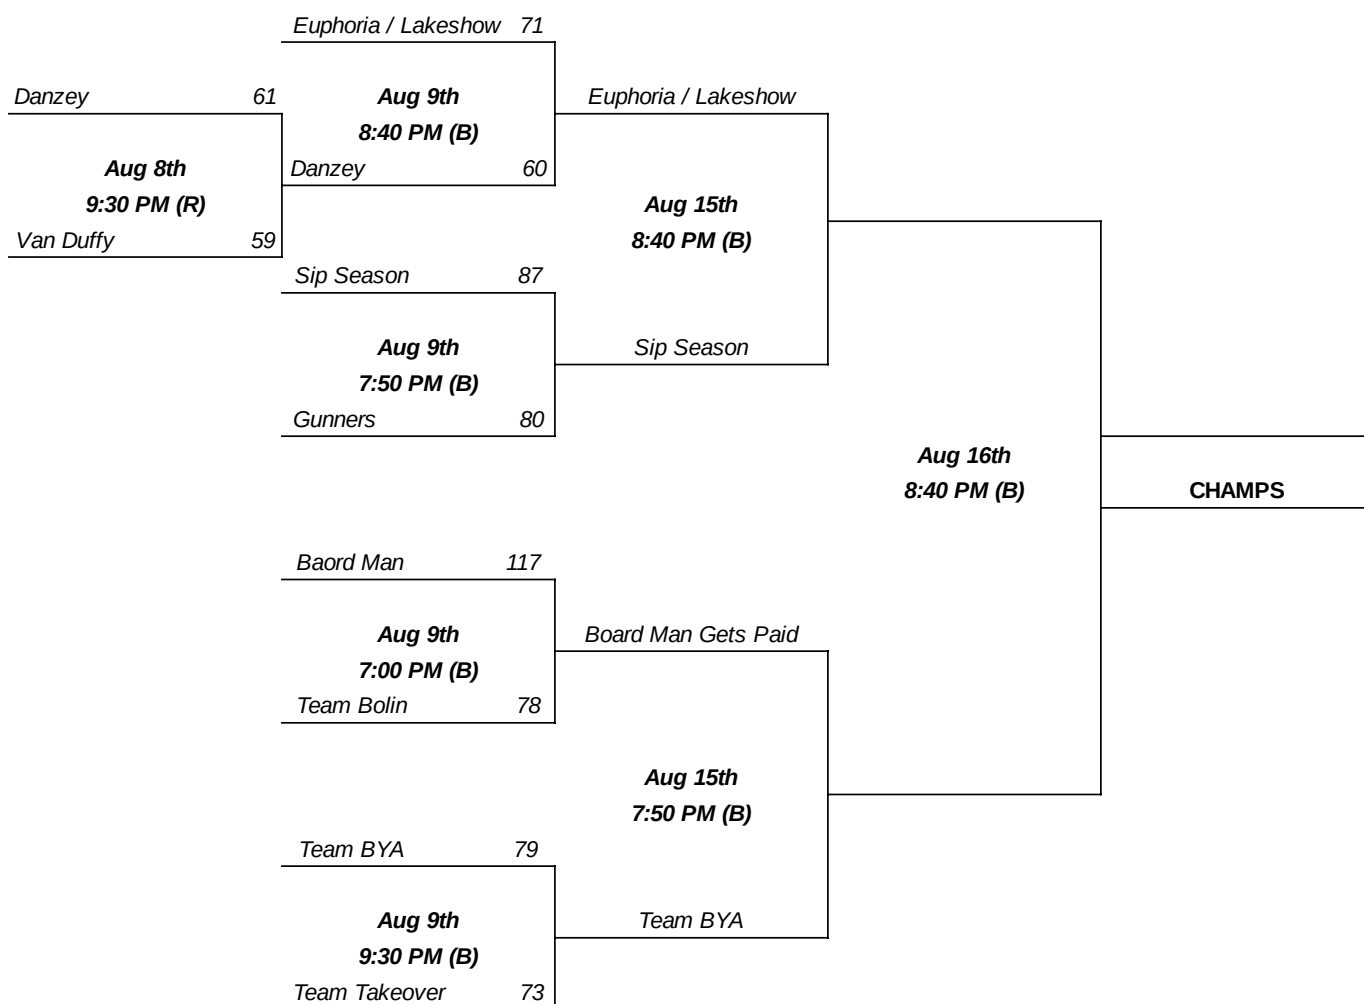 Euphoria / Lakeshow 71
Danzey 61
Aug 9th
Euphoria / Lakeshow
8:40 PM (B)
Aug 8th
Danzey 60
9:30 PM (R)
Aug 15th
Van Duffy 59
8:40 PM (B)
Sip Season 87
Aug 9th
Sip Season
7:50 PM (B)
Gunners 80
Aug 16th
8:40 PM (B)
CHAMPS
Baord Man 117
Aug 9th
Board Man Gets Paid
7:00 PM (B)
Team Bolin 78
Aug 15th
7:50 PM (B)
Team BYA 79
Aug 9th
Team BYA
9:30 PM (B)
Team Takeover 73